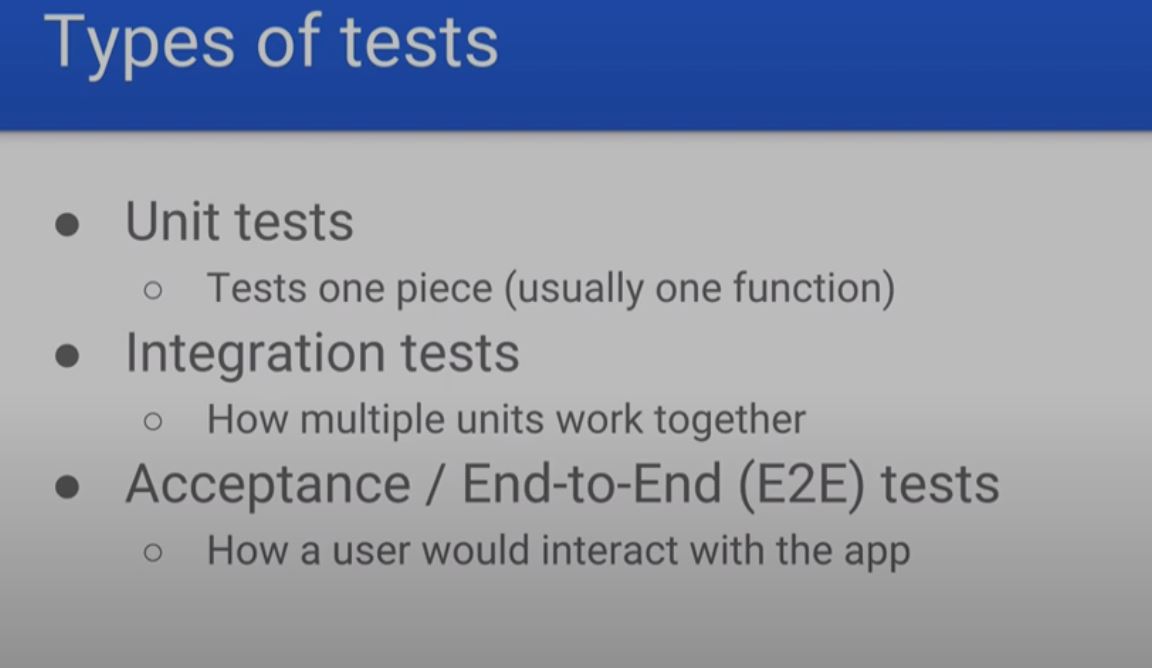 Types of tests
● Unit tests
○ Tests one piece (usually one function)
● Integration tests
○ How multiple units work together
● Acceptance / End-to-End (E2E) tests
○ How a user would interact with the app